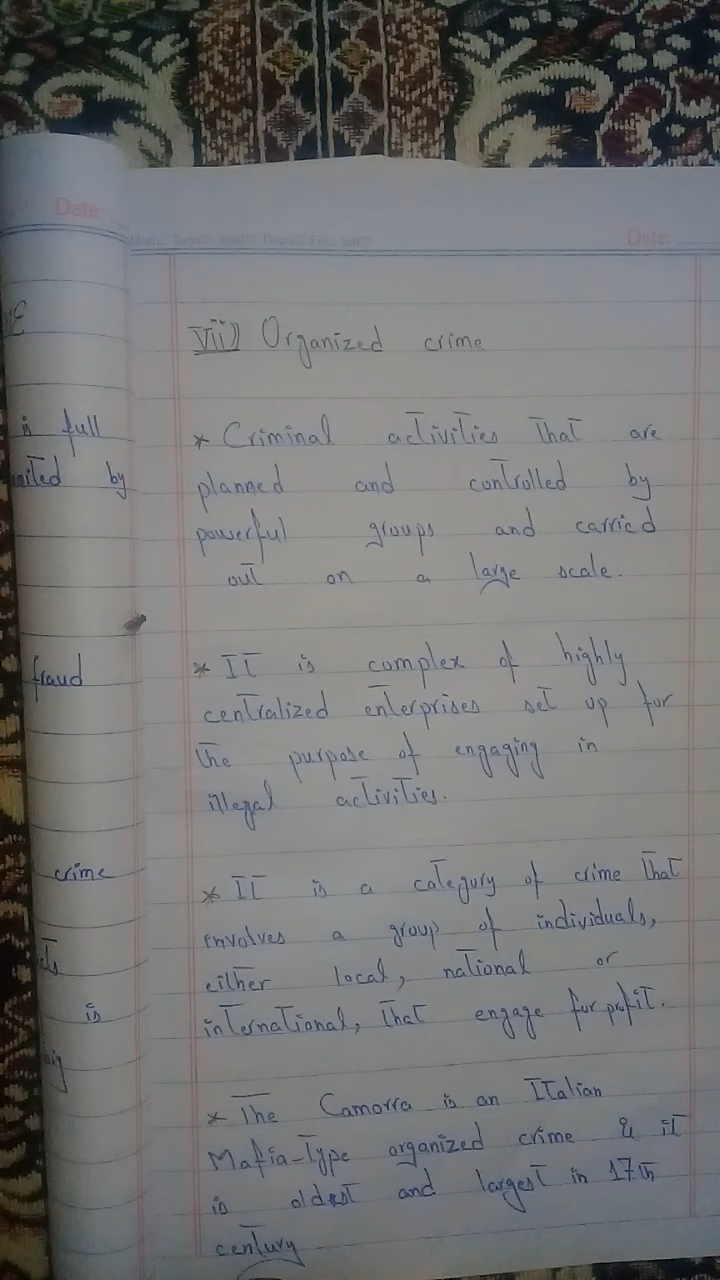 Date:
Date:
is full
by
fraud
crime
is
Vii) Organized crime
* Criminal activities that are
planned and controlled by
powerful groups and carried
out on a large scale.
* It is complex of highly
centralized enterprises set up for
the purpose of engaging in
illegal activities.
* It is a category of crime that
envolves a group of individuals,
either local, national or
international, that engage for profit.
* The Camorra is an Italian
Mafia-Type organized crime & it
is oldest and largest in 17th
century